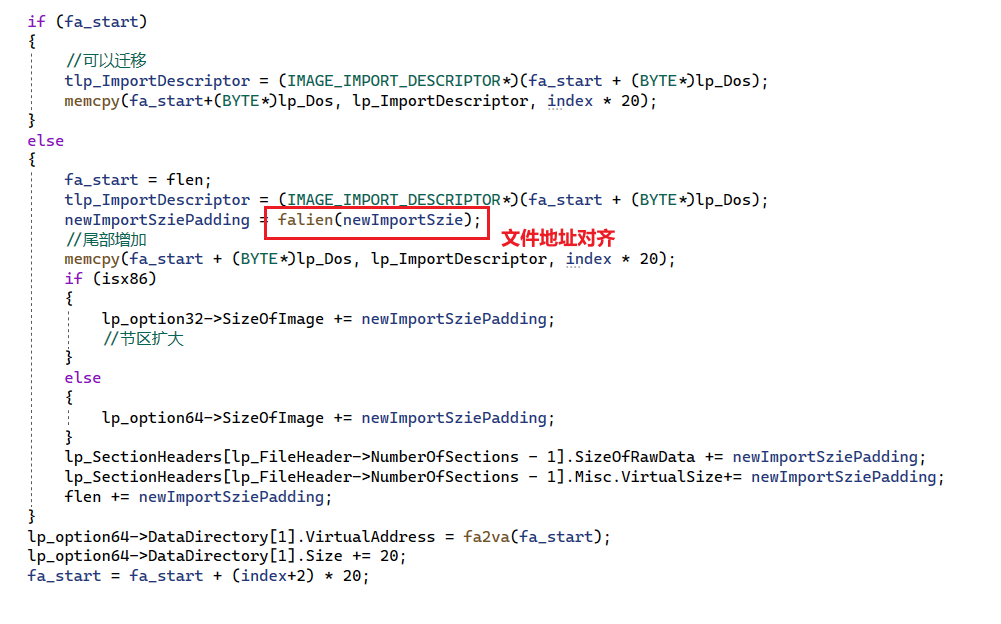 if (fa_start)
{
//可以迁移
tlp_ImportDescriptor = (IMAGE_IMPORT_DESCRIPTOR*)(fa_start + (BYTE*)lp_Dos);
memcpy(fa_start+(BYTE*)lp_Dos, lp_ImportDescriptor, index * 20);
}
else
{
fa_start = flen;
tlp_ImportDescriptor = (IMAGE_IMPORT_DESCRIPTOR*)(fa_start + (BYTE*)lp_Dos);
newImportSziePadding = falien(newImportSzie); 文件地址对齐
//尾部增加
memcpy(fa_start + (BYTE*)lp_Dos, lp_ImportDescriptor, index * 20);
if (isx86)
{
lp_option32->SizeOfImage += newImportSziePadding;
//节区扩大
}
else
{
lp_option64->SizeOfImage += newImportSziePadding;
}
lp_SectionHeaders[lp_FileHeader->NumberOfSections - 1].SizeOfRawData += newImportSziePadding;
lp_SectionHeaders[lp_FileHeader->NumberOfSections - 1].Misc.VirtualSize+= newImportSziePadding;
flen += newImportSziePadding;
}
lp_option64->DataDirectory[1].VirtualAddress = fa2va(fa_start);
lp_option64->DataDirectory[1].Size += 20;
fa_start = fa_start + (index+2) * 20;